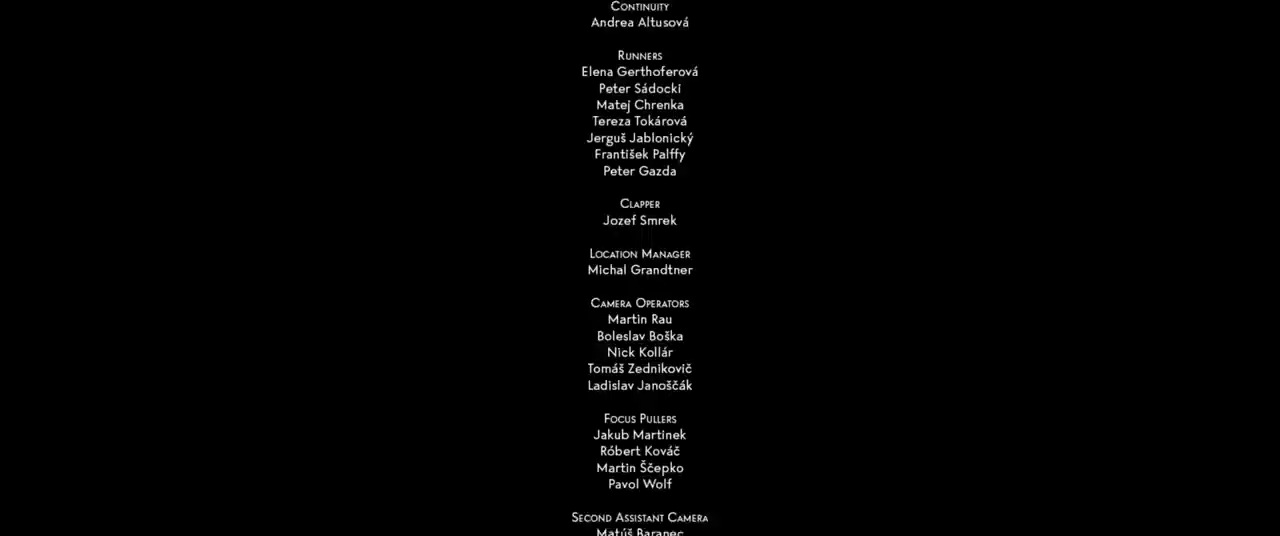 Continuity
Andrea Altusová
Runners
Elena Gerthoferová
Peter Sádocki
Matej Chrenka
Tereza Tokárová
Jerguš Jablonický
František Palffy
Peter Gazda
Clapper
Jozef Smrek
Location Manager
Michal Grandtner
Camera Operators
Martin Rau
Boleslav Boška
Nick Kollár
Tomáš Zednikovič
Ladislav Janoščák
Focus Pullers
Jakub Martinek
Róbert Kováč
Martin Ščepko
Pavol Wolf
Second Assistant Camera
Matúš Baranec